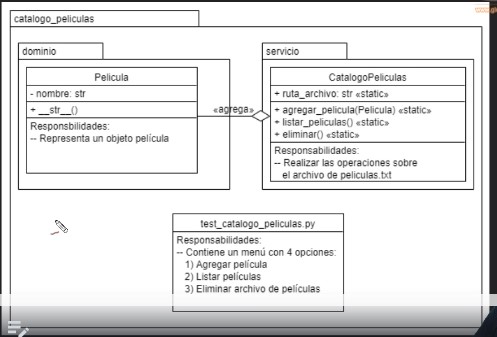 catalogo_peliculas
dominio
Pelicula
- nombre: str
+ __str__()
Responsbilidades:
-- Representa un objeto película
«agrega»
servicio
CatalogoPeliculas
+ ruta_archivo: str «static»
+ agregar_pelicula(Pelicula) «static»
+ listar_peliculas() «static»
+ eliminar() «static»
Responsabilidades:
-- Realizar las operaciones sobre
el archivo de peliculas.txt
test_catalogo_peliculas.py
Responsabilidades:
-- Contiene un menú con 4 opciones:
1) Agregar película
2) Listar películas
3) Eliminar archivo de películas